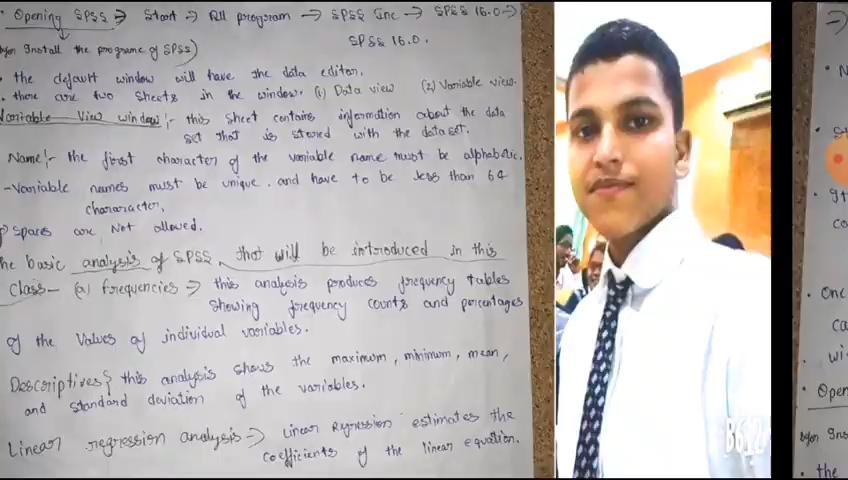 • Opening SPSS => Start -> All program -> SPSS Inc -> SPSS 16.0 ->
SPSS 16.0.
Install the programe of SPSS)
• the default window will have the data editor.
• there are two sheets in the window. (1) Data view (2) Variable view.
Variable View window :- this sheet contains information about the data
set that is stored with the dataset.
Name :- the first character of the variable name must be alphabetic.
- Variable names must be unique. and have to be less than 64
chararacter.
Spaces are Not allowed.
he basic analysis of SPSS that will be introduced in this
class - (a) frequencies => this analysis produces frequency tables
showing frequency counts and percentages
of the values of individual variables.
Descriptives } this analysis shows the maximum, minimum, mean,
and standard deviation of the variables.
Linear regression analysis -> Linear Regression estimates the
coefficients of the linear equation.
B612
• Open
• the